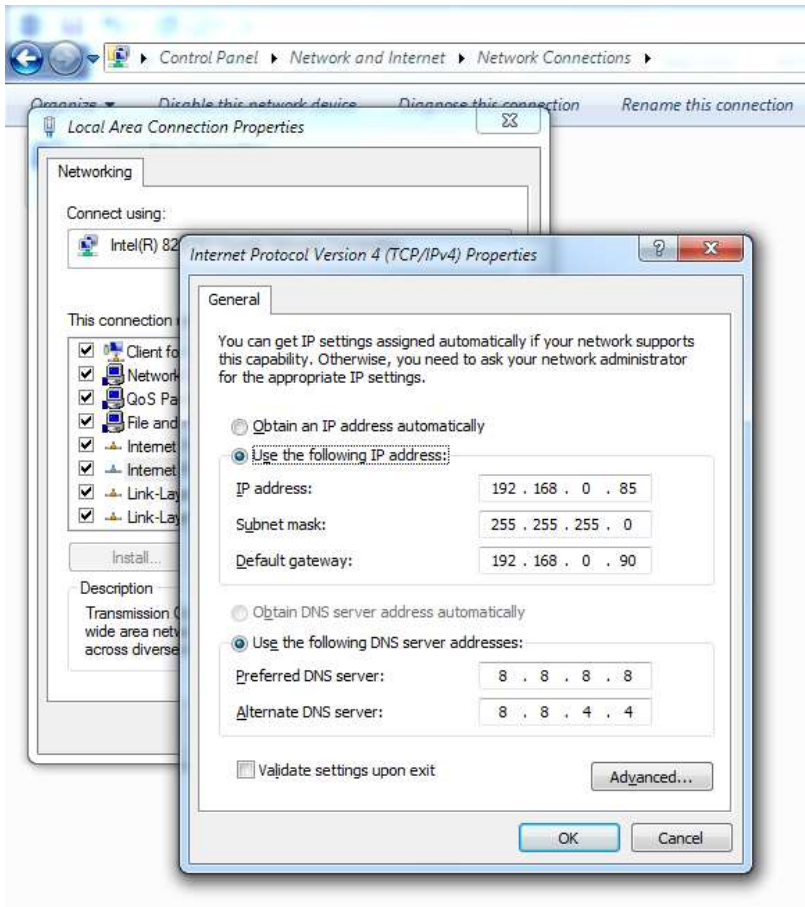 Control Panel ▸ Network and Internet ▸ Network Connections ▸
Organize Disable this network device Diagnose this connection Rename this connection
Local Area Connection Properties
Networking
Connect using:
Intel(R) 82
This connection
Client fo
Network
QoS Pa
File and
Internet
Internet
Link-Lay
Link-Lay
Install...
Description
Transmission
wide area netw
across diverse
Internet Protocol Version 4 (TCP/IPv4) Properties
General
You can get IP settings assigned automatically if your network supports
this capability. Otherwise, you need to ask your network administrator
for the appropriate IP settings.
Obtain an IP address automatically
Use the following IP address:
IP address: 192 . 168 . 0 . 85
Subnet mask: 255 . 255 . 255 . 0
Default gateway: 192 . 168 . 0 . 90
Obtain DNS server address automatically
Use the following DNS server addresses:
Preferred DNS server: 8 . 8 . 8 . 8
Alternate DNS server: 8 . 8 . 4 . 4
Validate settings upon exit
Advanced...
OK Cancel